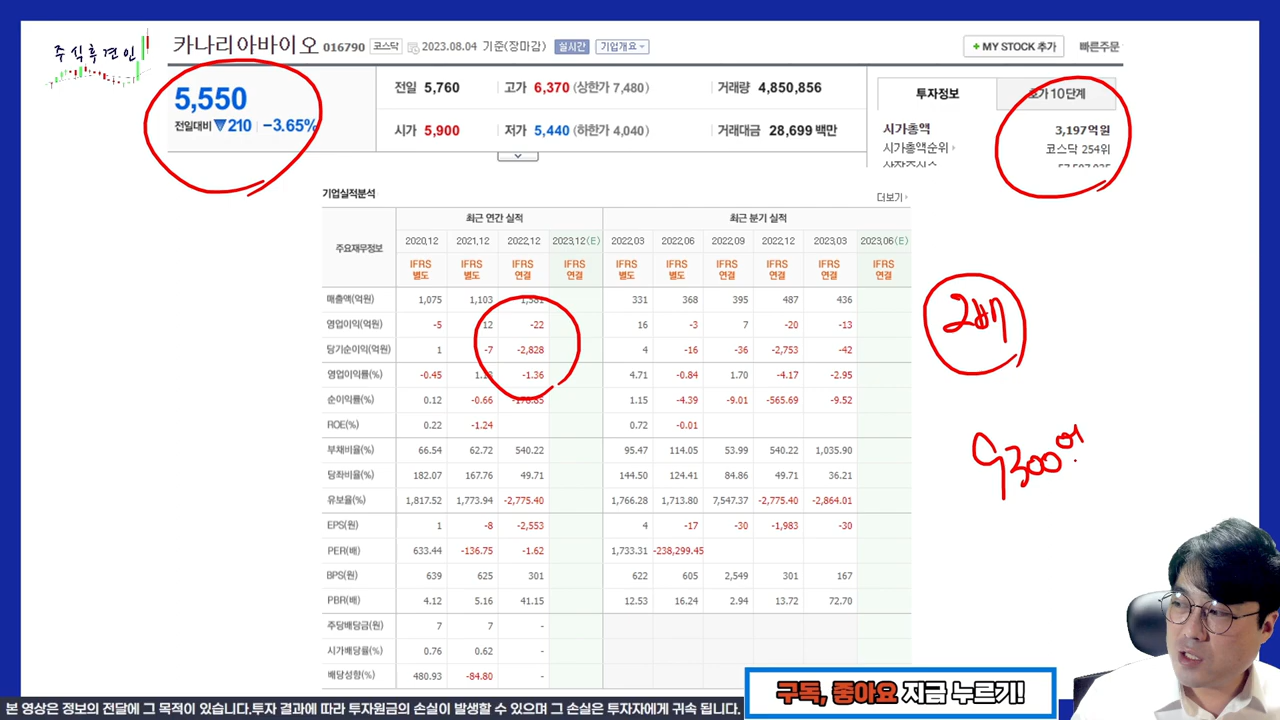 주식후견인
카나리아바이오 016790 코스닥 2023.08.04 기준(장마감) 실시간 기업개요
+ MY STOCK 추가 빠른주문
5,550
전일대비 ▼210 -3.65%
전일 5,760 고가 6,370 (상한가 7,480) 거래량 4,850,856
시가 5,900 저가 5,440 (하한가 4,040) 거래대금 28,699 백만
투자정보 호가 10단계
시가총액 3,197억원
시가총액순위 코스닥 254위
기업실적분석 더보기
주요재무정보 최근 연간 실적 최근 분기 실적
2020.12 2021.12 2022.12 2023.12(E) 2022.03 2022.06 2022.09 2022.12 2023.03 2023.06(E)
IFRS 별도 IFRS 별도 IFRS 연결 IFRS 연결 IFRS 별도 IFRS 별도 IFRS 연결 IFRS 연결 IFRS 연결 IFRS 연결
매출액(억원) 1,075 1,103 1,381 331 368 395 487 436
영업이익(억원) -5 12 -22 16 -3 7 -20 -13
당기순이익(억원) 1 -7 -2,828 4 -16 -36 -2,753 -42
영업이익률(%) -0.45 -1.36 4.71 -0.84 1.70 -4.17 -2.95
순이익률(%) 0.12 -0.66 1.15 -4.39 -9.01 -565.69 -9.52
ROE(%) 0.22 -1.24 0.72 -0.01
부채비율(%) 66.54 62.72 540.22 95.47 114.05 53.99 540.22 1,035.90
당좌비율(%) 182.07 167.76 49.71 144.50 124.41 84.86 49.71 36.21
유보율(%) 1,817.52 1,773.94 -2,775.40 1,766.28 1,713.80 7,547.37 -2,775.40 -2,864.01
EPS(원) 1 -8 -2,553 4 -17 -30 -1,983 -30
PER(배) 633.44 -136.75 -1.62 1,733.31 -238,299.45
BPS(원) 639 625 301 622 605 2,549 301 167
PBR(배) 4.12 5.16 41.15 12.53 16.24 2.94 13.72 72.70
주당배당금(원) 7 7 -
시가배당률(%) 0.76 0.62 -
배당성향(%) 480.93 -84.80 -
2배
9300억
구독, 좋아요 지금 누르기!
본 영상은 정보의 전달에 그 목적이 있습니다.투자 결과에 따라 투자원금의 손실이 발생할 수 있으며 그 손실은 투자자에게 귀속 됩니다.